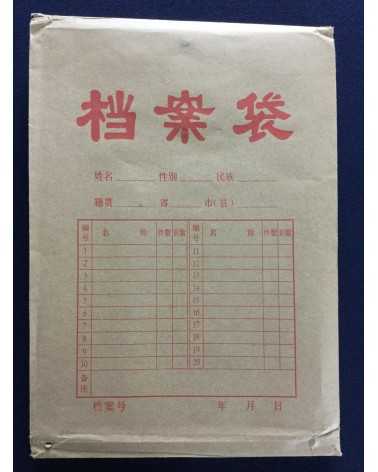 档案袋
姓名 性别 民族
籍贯 省 市(县)
编号 名称 件数 页数 编号 名称 件数 页数
1 11
2 12
3 13
4 14
5 15
6 16
7 17
8 18
9 19
10 20
备注
档案号 年 月 日